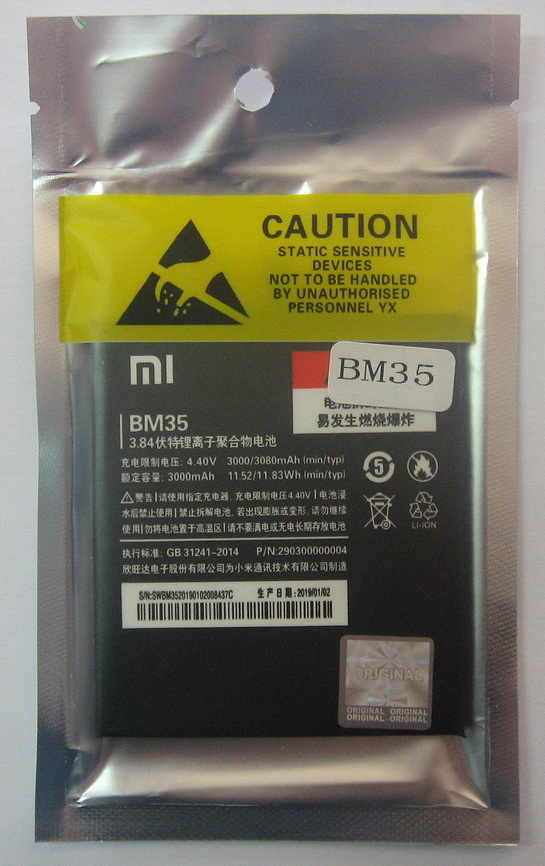 CAUTION
STATIC SENSITIVE
DEVICES
NOT TO BE HANDLED
BY UNAUTHORISED
PERSONNEL YX
mi
BM35
易发生燃烧爆炸
BM35
3.84伏特锂离子聚合物电池
充电限制电压: 4.40V 3000/3080mAh (min/typ)
额定容量: 3000mAh 11.52/11.83Wh (min/typ)
5
警告|请使用指定充电器, 充电限制电压4.40V|电池浸
水后禁止使用|禁止拆解电池, 若出现膨胀或变形, 请勿继续
使用|勿将电池置于高温区|请不要满电或无电长期存放电池
LI-ION
执行标准: GB 31241-2014 P/N:290300000004
欣旺达电子股份有限公司为小米通讯技术有限公司制造
S/N:SWBM3520190102008437C 生产日期:2019/01/02
ORIGINAL
ORIGINAL ORIGINAL
ORIGINAL ORIGINAL